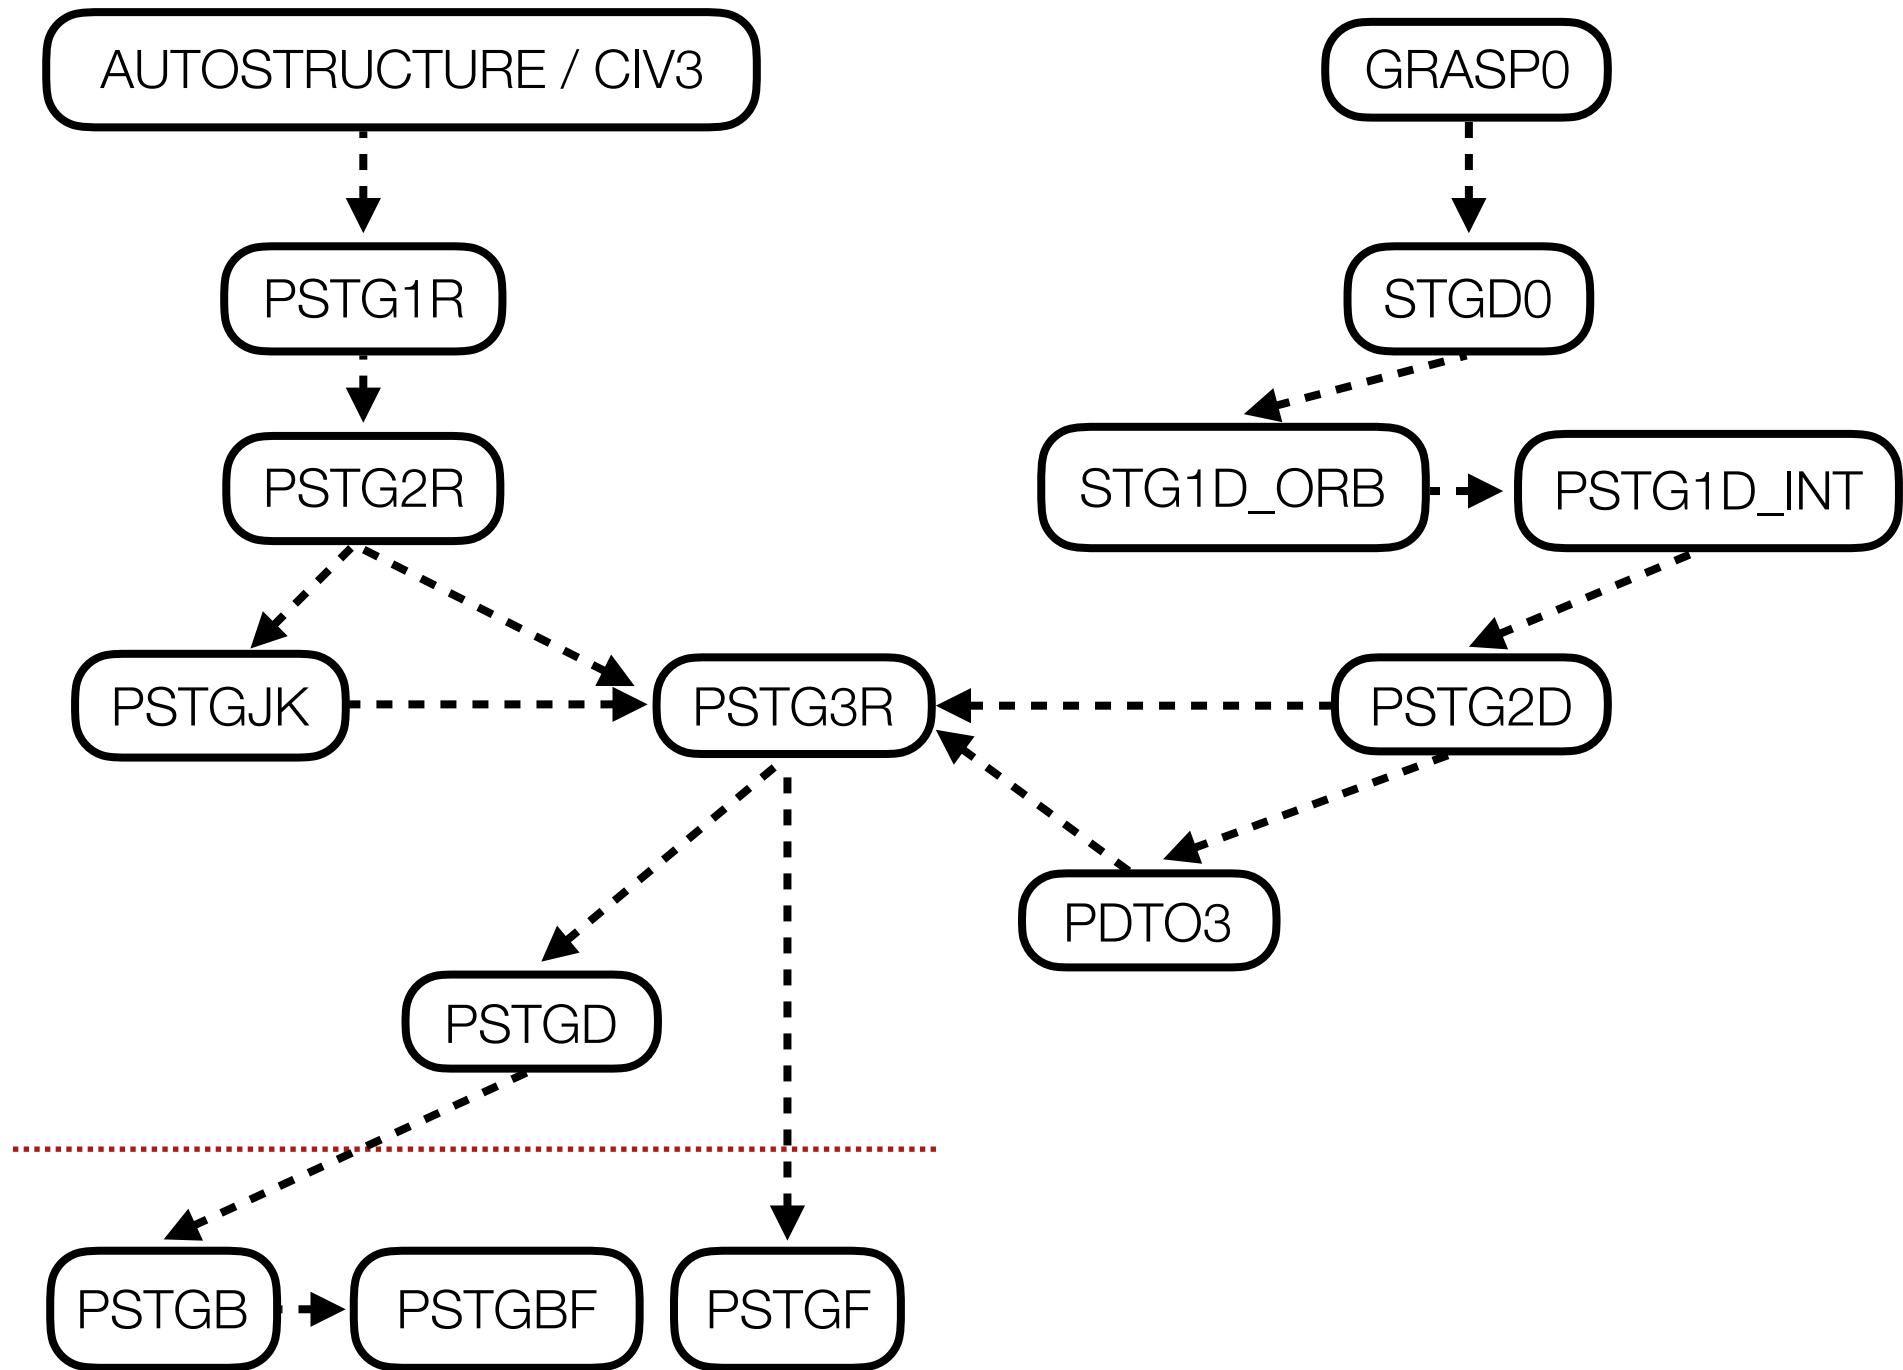 AUTOSTRUCTURE / CIV3
GRASP0
PSTG1R
STGD0
PSTG2R
STG1D_ORB
PSTG1D_INT
PSTGJK
PSTG3R
PSTG2D
PDTO3
PSTGD
PSTGB
PSTGBF
PSTGF